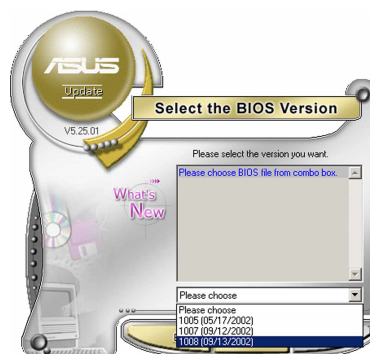 ASUS
Update
V5.25.01
Select the BIOS Version
Please select the version you want.
What's
New
Please choose BIOS file from combo box.
Please choose
Please choose
1005 (05/17/2002)
1007 (09/12/2002)
1008 (09/13/2002)